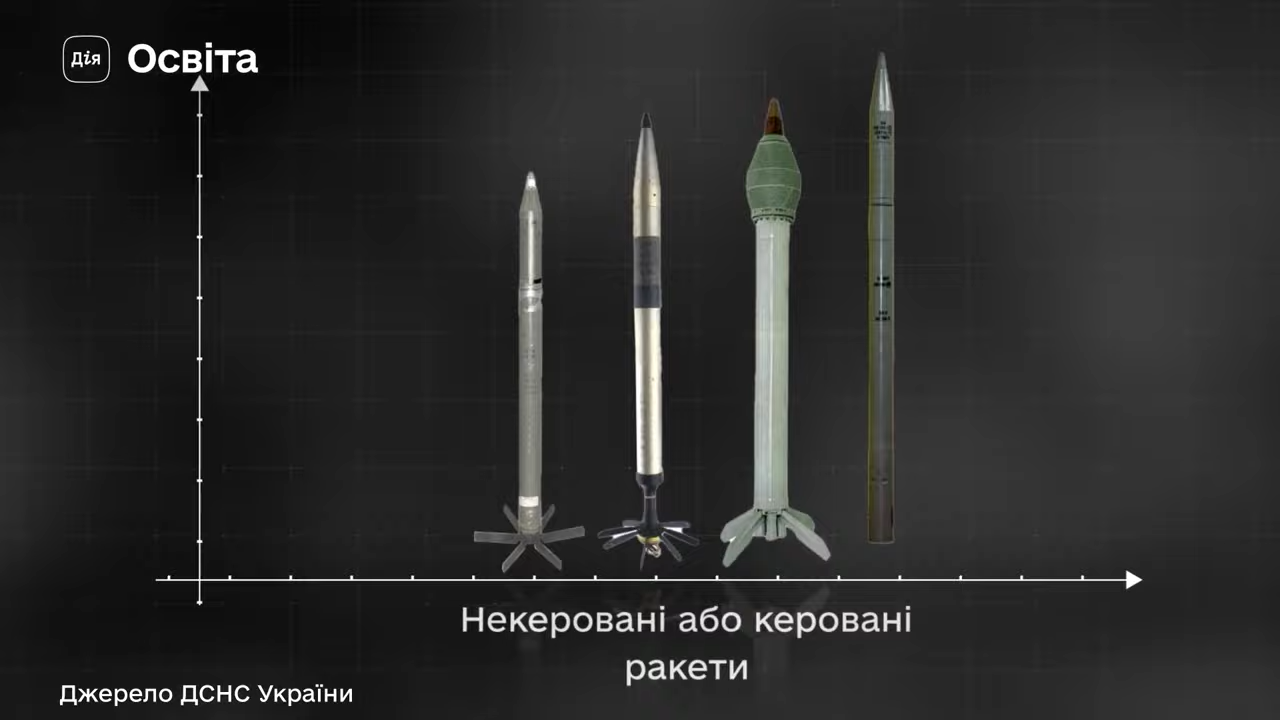 Дія Освіта
Некеровані або керовані
ракети
Джерело ДСНС України